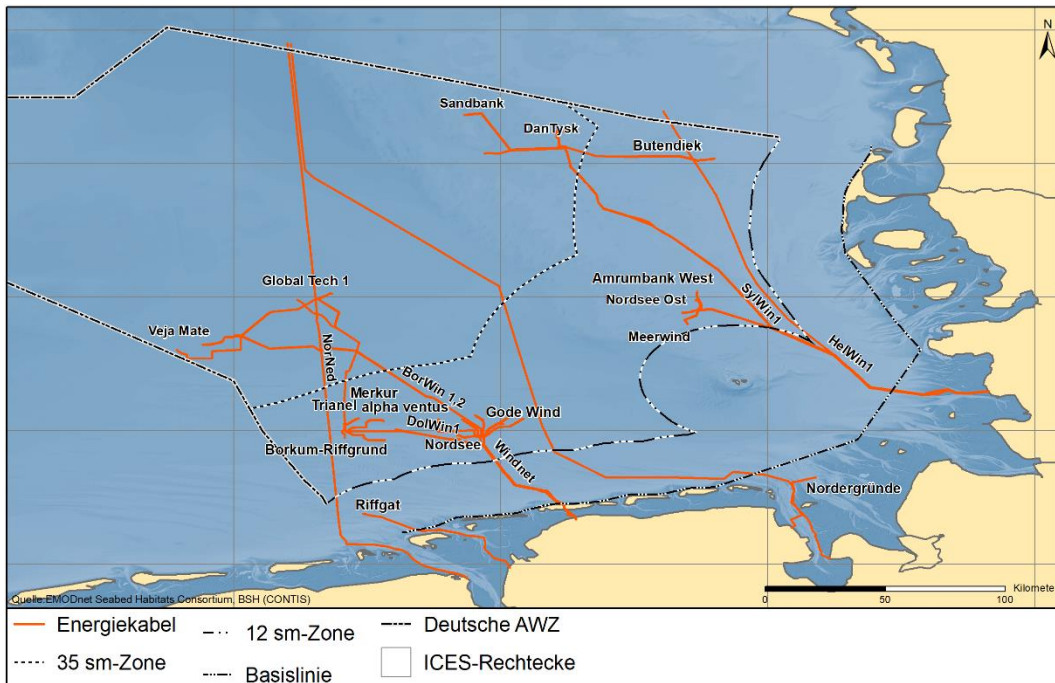 N
Sandbank
DanTysk
Butendiek
Global Tech 1
Amrumbank West
Nordsee Ost
SylWin1
Veja Mate
NorNed
Meerwind
HelWin1
BorWin 1,2
Merkur
Trianel alpha ventus
Gode Wind
DolWin1
Borkum-Riffgrund
Nordsee
Windnet
Nordergründe
Riffgat
Kilometer
0 50 100
Quelle:EMODnet Seabed Habitats Consortium, BSH (CONTIS)
Energiekabel
12 sm-Zone
Deutsche AWZ
35 sm-Zone
Basislinie
ICES-Rechtecke